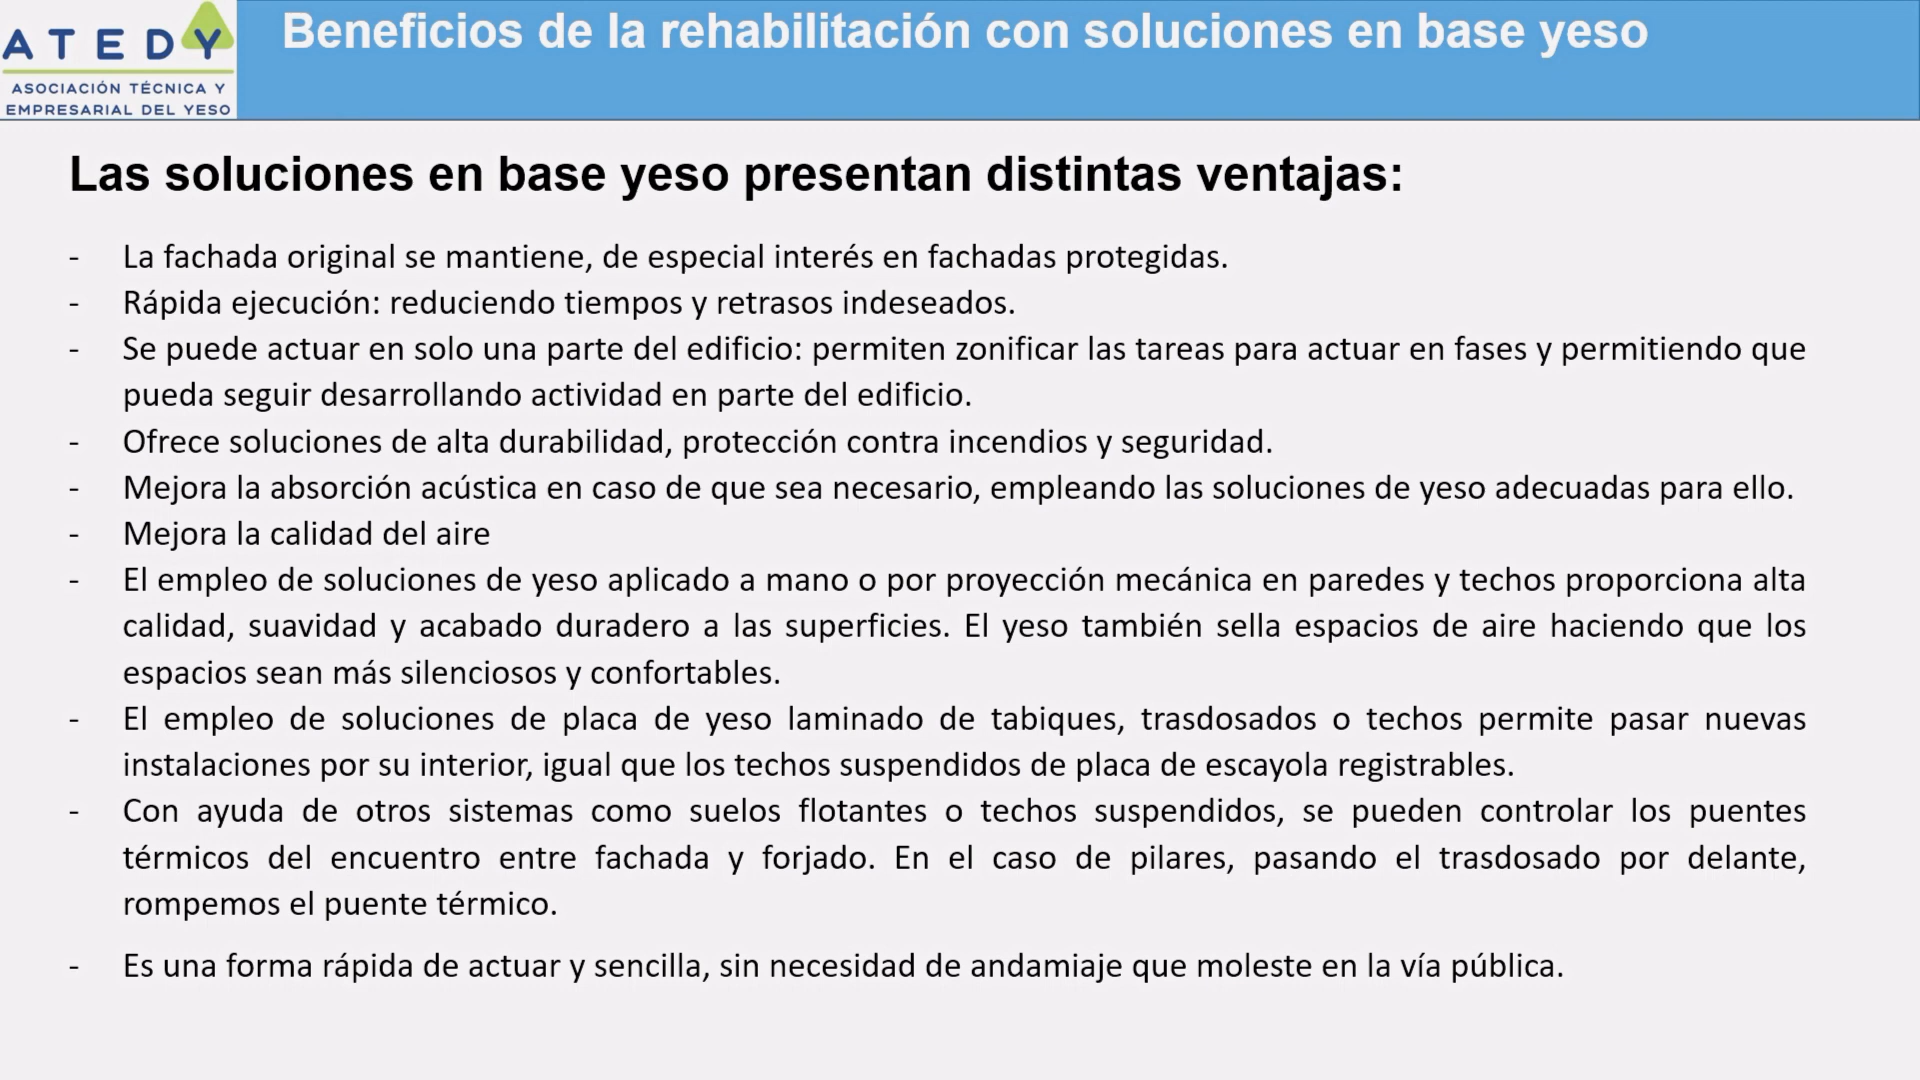 ATEDY
ASOCIACIÓN TÉCNICA Y
EMPRESARIAL DEL YESO
Beneficios de la rehabilitación con soluciones en base yeso
Las soluciones en base yeso presentan distintas ventajas:
- La fachada original se mantiene, de especial interés en fachadas protegidas.
- Rápida ejecución: reduciendo tiempos y retrasos indeseados.
- Se puede actuar en solo una parte del edificio: permiten zonificar las tareas para actuar en fases y permitiendo que
pueda seguir desarrollando actividad en parte del edificio.
- Ofrece soluciones de alta durabilidad, protección contra incendios y seguridad.
- Mejora la absorción acústica en caso de que sea necesario, empleando las soluciones de yeso adecuadas para ello.
- Mejora la calidad del aire
- El empleo de soluciones de yeso aplicado a mano o por proyección mecánica en paredes y techos proporciona alta
calidad, suavidad y acabado duradero a las superficies. El yeso también sella espacios de aire haciendo que los
espacios sean más silenciosos y confortables.
- El empleo de soluciones de placa de yeso laminado de tabiques, trasdosados o techos permite pasar nuevas
instalaciones por su interior, igual que los techos suspendidos de placa de escayola registrables.
- Con ayuda de otros sistemas como suelos flotantes o techos suspendidos, se pueden controlar los puentes
térmicos del encuentro entre fachada y forjado. En el caso de pilares, pasando el trasdosado por delante,
rompemos el puente térmico.
- Es una forma rápida de actuar y sencilla, sin necesidad de andamiaje que moleste en la vía pública.